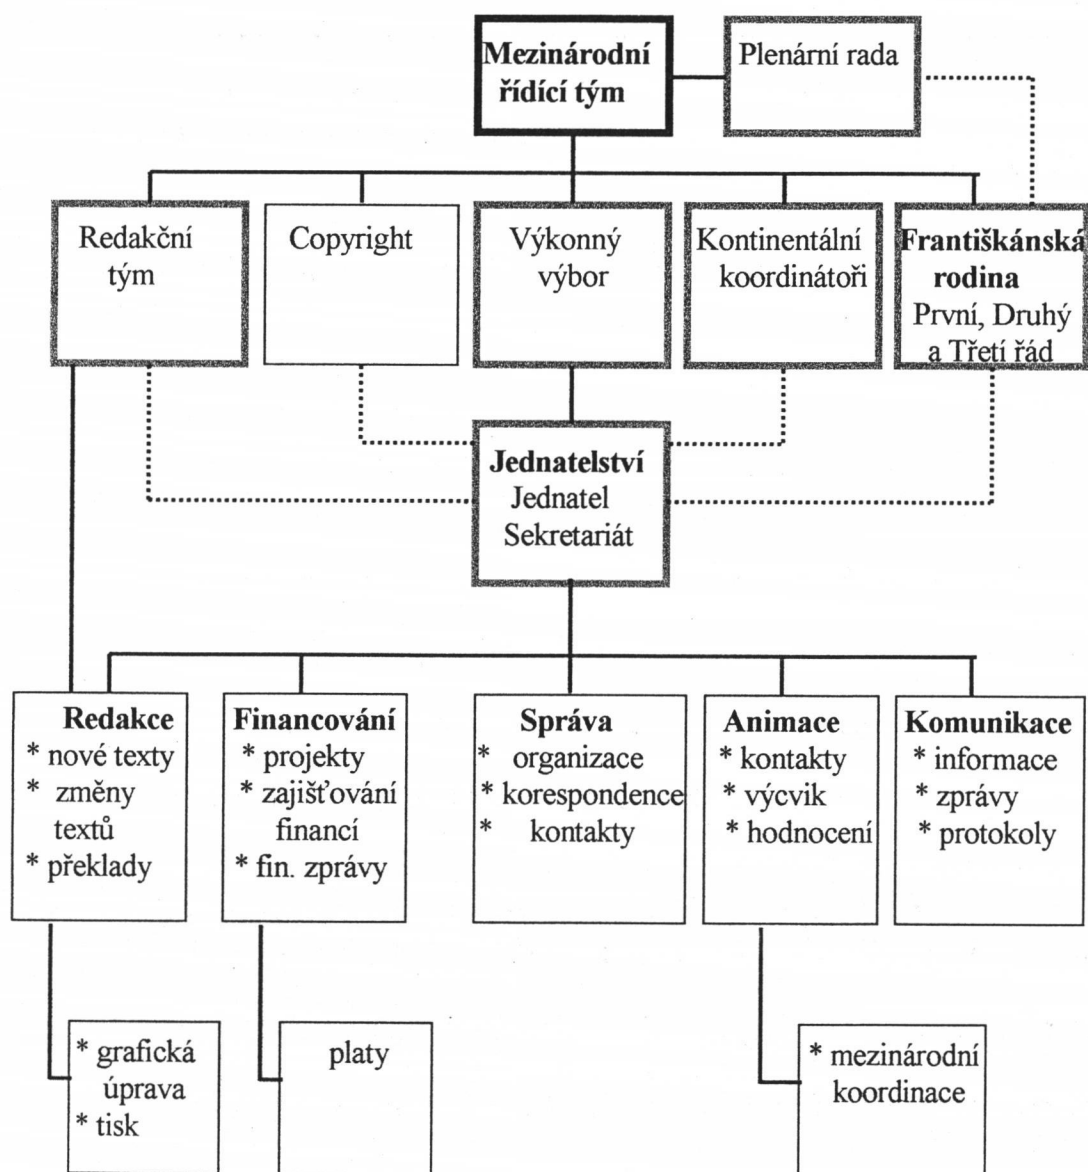 Mezinárodní
řídící tým
Plenární rada
Redakční
tým
Copyright
Výkonný
výbor
Kontinentální
koordinátoři
Františkánská
rodina
První, Druhý
a Třetí řád
Jednatelství
Jednatel
Sekretariát
Redakce
* nové texty
* změny
textů
* překlady
Financování
* projekty
* zajišťování
financí
* fin. zprávy
Správa
* organizace
* korespondence
* kontakty
Animace
* kontakty
* výcvik
* hodnocení
Komunikace
* informace
* zprávy
* protokoly
* grafická
úprava
* tisk
platy
* mezinárodní
koordinace